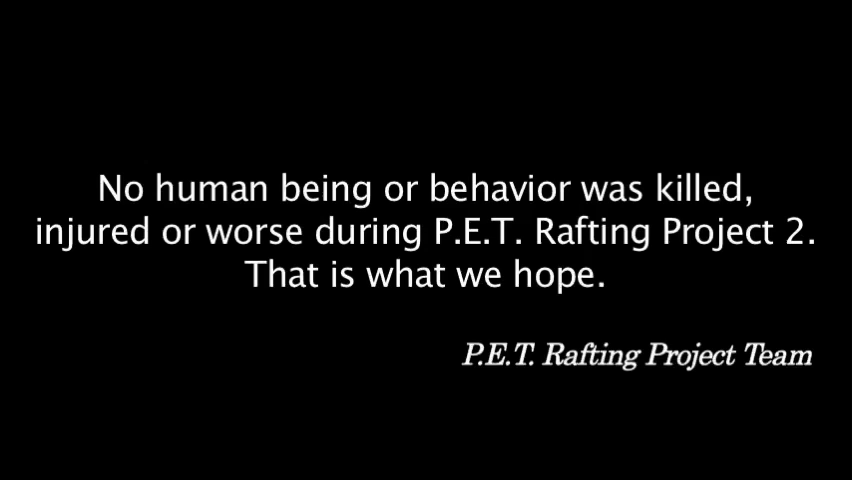 No human being or behavior was killed,
injured or worse during P.E.T. Rafting Project 2.
That is what we hope.
P.E.T. Rafting Project Team